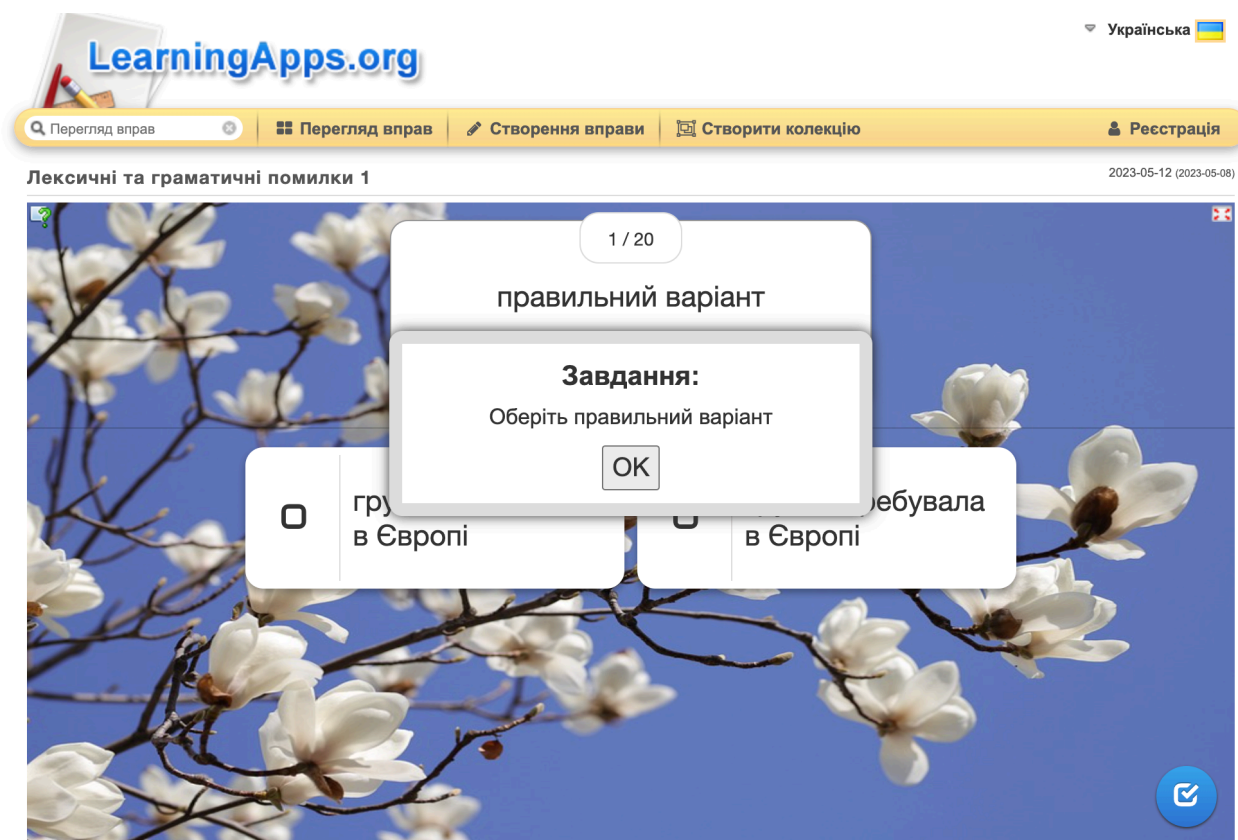 LearningApps.org
Українська
Перегляд вправ
Перегляд вправ
Створення вправи
Створити колекцію
Реєстрація
Лексичні та граматичні помилки 1
2023-05-12 (2023-05-08)
1 / 20
правильний варіант
Завдання:
Оберіть правильний варіант
OK
в Європі
в Європі